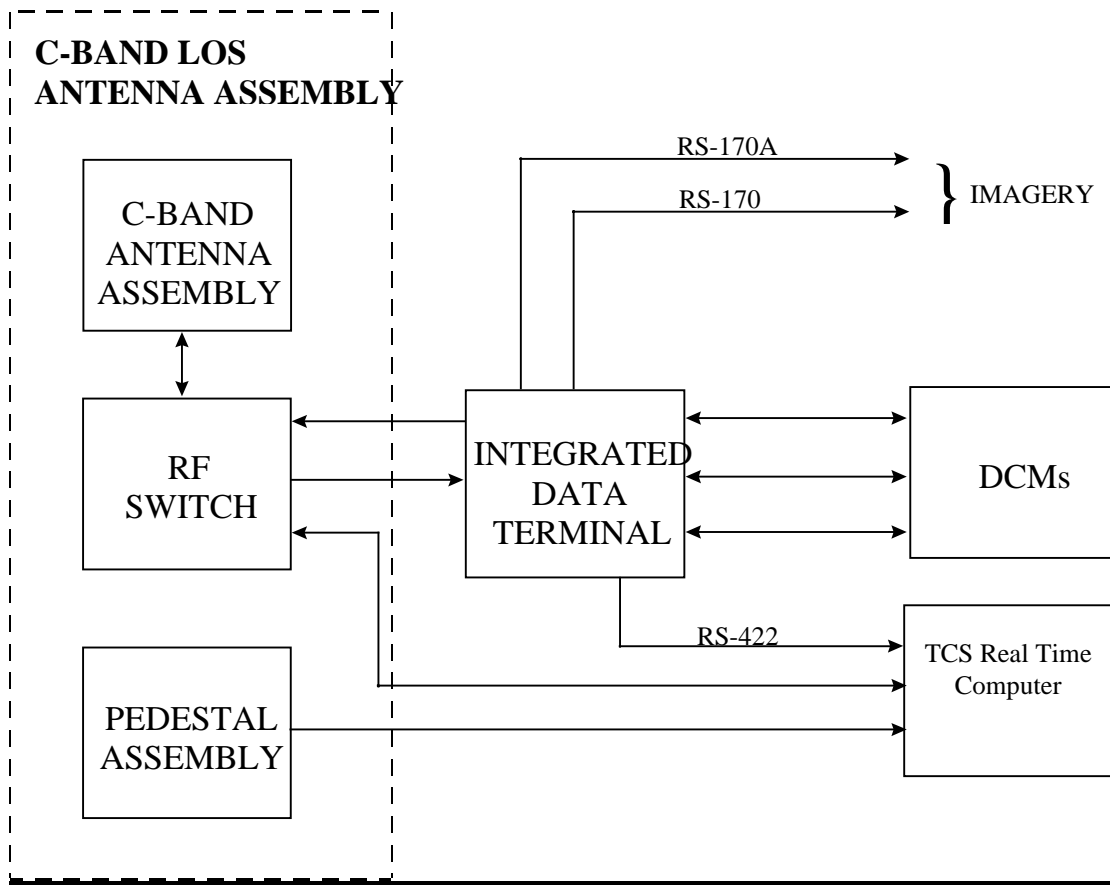 C-BAND LOS
ANTENNA ASSEMBLY
C-BAND
ANTENNA
ASSEMBLY
RS-170A
RS-170
} IMAGERY
RF
SWITCH
INTEGRATED
DATA
TERMINAL
DCMs
RS-422
TCS Real Time
Computer
PEDESTAL
ASSEMBLY